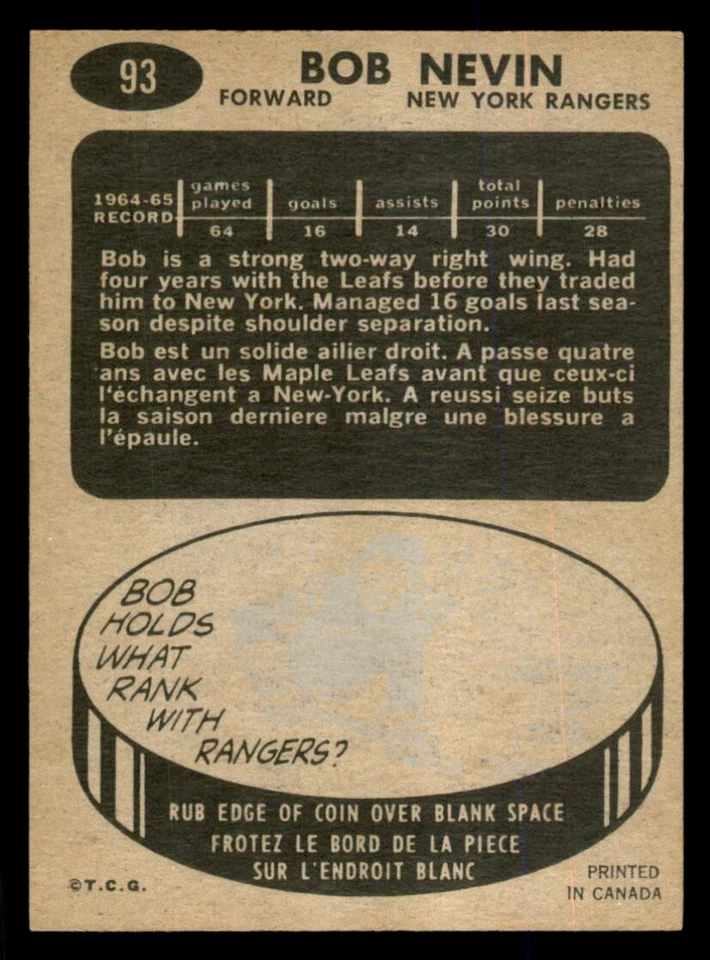 93
BOB NEVIN
FORWARD NEW YORK RANGERS
1964-65 RECORD games played goals assists total points penalties
64 16 14 30 28
Bob is a strong two-way right wing. Had
four years with the Leafs before they traded
him to New York. Managed 16 goals last sea-
son despite shoulder separation.
Bob est un solide ailier droit. A passe quatre
ans avec les Maple Leafs avant que ceux-ci
l'échangent a New-York. A reussi seize buts
la saison derniere malgre une blessure a
l'épaule.
BOB
HOLDS
WHAT
RANK
WITH
RANGERS?
RUB EDGE OF COIN OVER BLANK SPACE
FROTEZ LE BORD DE LA PIECE
SUR L'ENDROIT BLANC
©T.C.G.
PRINTED
IN CANADA